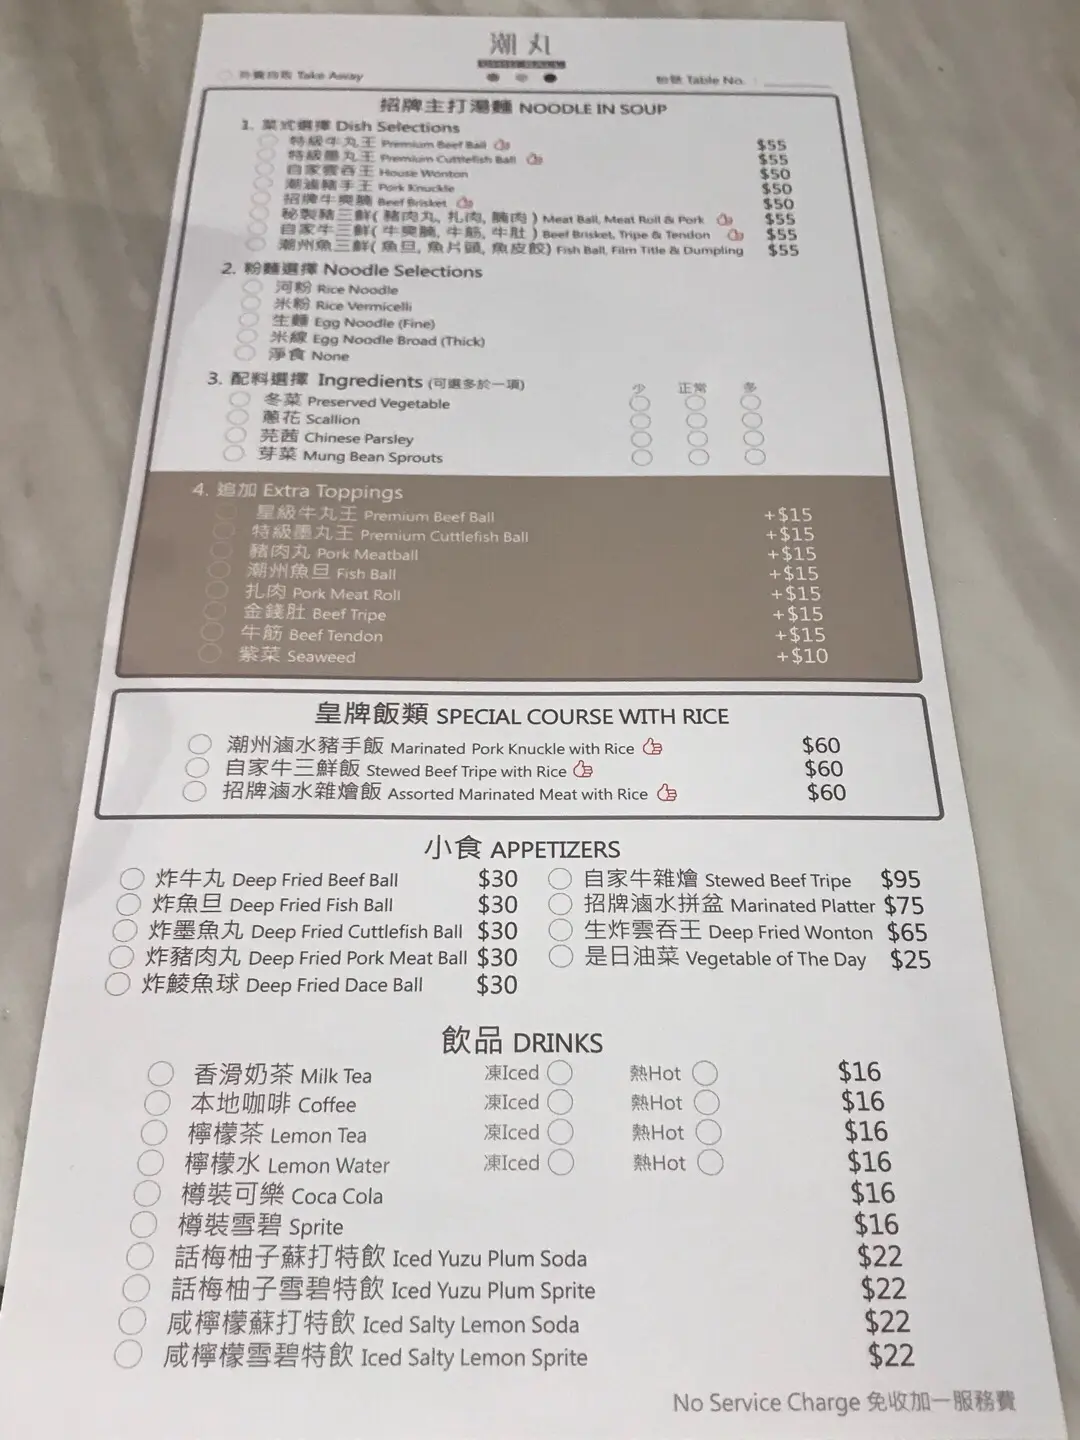 潮丸
CHIU BALL
外賣自取 Take Away
枱號 Table No. :
招牌主打湯麵 NOODLE IN SOUP
1. 菜式選擇 Dish Selections
特級牛丸王 Premium Beef Ball $55
特級墨丸王 Premium Cuttlefish Ball $55
自家雲吞王 House Wonton $50
潮滷豬手王 Pork Knuckle $50
招牌牛爽腩 Beef Brisket $50
秘製豬三鮮( 豬肉丸, 扎肉, 腩肉 ) Meat Ball, Meat Roll & Pork $55
自家牛三鮮( 牛爽腩, 牛筋, 牛肚 ) Beef Brisket, Tripe & Tendon $55
潮州魚三鮮( 魚旦, 魚片頭, 魚皮餃) Fish Ball, Film Title & Dumpling $55
2. 粉麵選擇 Noodle Selections
河粉 Rice Noodle
米粉 Rice Vermicelli
生麵 Egg Noodle (Fine)
米線 Egg Noodle Broad (Thick)
淨食 None
3. 配料選擇 Ingredients (可選多於一項) 少 正常 多
冬菜 Preserved Vegetable
蔥花 Scallion
芫茜 Chinese Parsley
芽菜 Mung Bean Sprouts
4. 追加 Extra Toppings
星級牛丸王 Premium Beef Ball +$15
特級墨丸王 Premium Cuttlefish Ball +$15
豬肉丸 Pork Meatball +$15
潮州魚旦 Fish Ball +$15
扎肉 Pork Meat Roll +$15
金錢肚 Beef Tripe +$15
牛筋 Beef Tendon +$15
紫菜 Seaweed +$10
皇牌飯類 SPECIAL COURSE WITH RICE
潮州滷水豬手飯 Marinated Pork Knuckle with Rice $60
自家牛三鮮飯 Stewed Beef Tripe with Rice $60
招牌滷水雜燴飯 Assorted Marinated Meat with Rice $60
小食 APPETIZERS
炸牛丸 Deep Fried Beef Ball $30
炸魚旦 Deep Fried Fish Ball $30
炸墨魚丸 Deep Fried Cuttlefish Ball $30
炸豬肉丸 Deep Fried Pork Meat Ball $30
炸鯪魚球 Deep Fried Dace Ball $30
自家牛雜燴 Stewed Beef Tripe $95
招牌滷水拼盆 Marinated Platter $75
生炸雲吞王 Deep Fried Wonton $65
是日油菜 Vegetable of The Day $25
飲品 DRINKS
香滑奶茶 Milk Tea 凍Iced 熱Hot $16
本地咖啡 Coffee 凍Iced 熱Hot $16
檸檬茶 Lemon Tea 凍Iced 熱Hot $16
檸檬水 Lemon Water 凍Iced 熱Hot $16
樽裝可樂 Coca Cola $16
樽裝雪碧 Sprite $16
話梅柚子蘇打特飲 Iced Yuzu Plum Soda $22
話梅柚子雪碧特飲 Iced Yuzu Plum Sprite $22
咸檸檬蘇打特飲 Iced Salty Lemon Soda $22
咸檸檬雪碧特飲 Iced Salty Lemon Sprite $22
No Service Charge 免收加一服務費